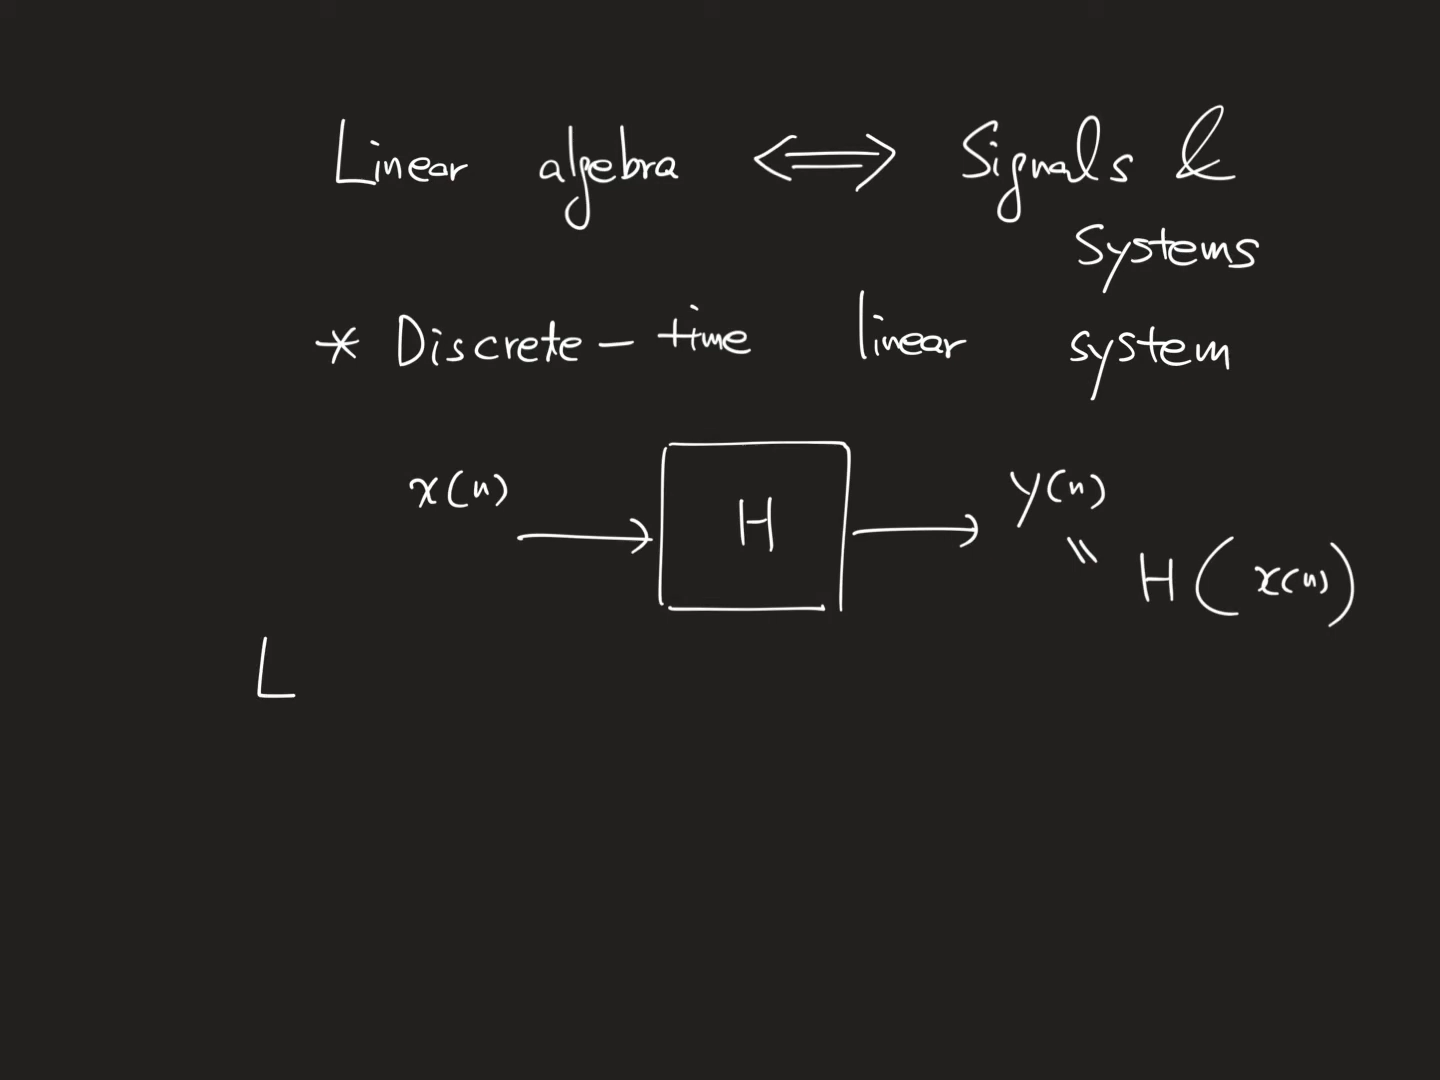 Linear algebra ⟺ Signals &
Systems
* Discrete - time linear system
x(n) → H → y(n)
= H(x(n))
L